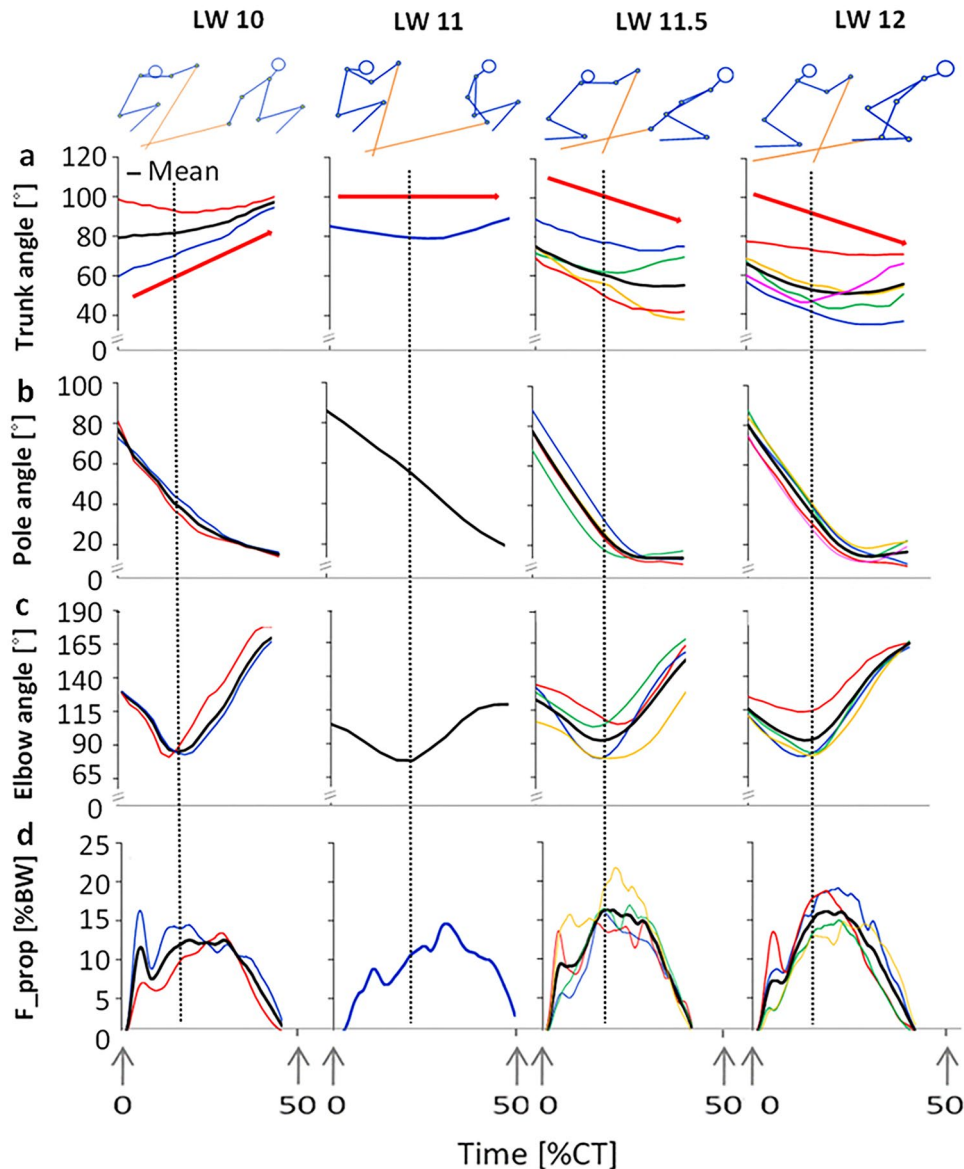 LW 10 LW 11 LW 11.5 LW 12
a
Trunk angle [°]
120
100
80
60
40
0
– Mean
b
Pole angle [°]
100
80
60
40
20
0
c
Elbow angle [°]
190
165
140
115
90
65
0
d
F_prop [%BW]
25
20
15
10
5
0
0 50 0 50 0 50 0 50
Time [%CT]